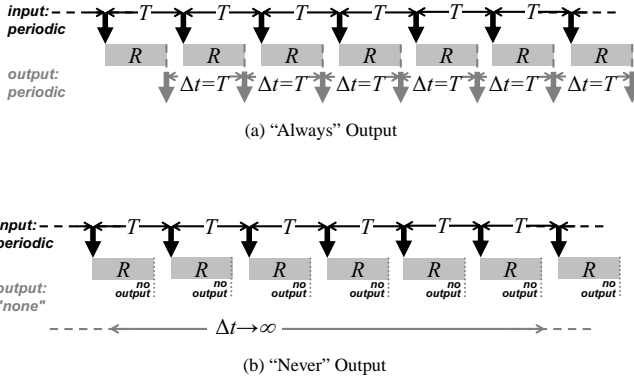 input: T T T T T T
periodic
R R R R R R R
output: Δt=T Δt=T Δt=T Δt=T Δt=T Δt=T
periodic
(a) “Always” Output
input: T T T T T T
periodic
R R R R R R R
no output no output no output no output no output no output no output
output:
"none"
Δt→∞
(b) “Never” Output